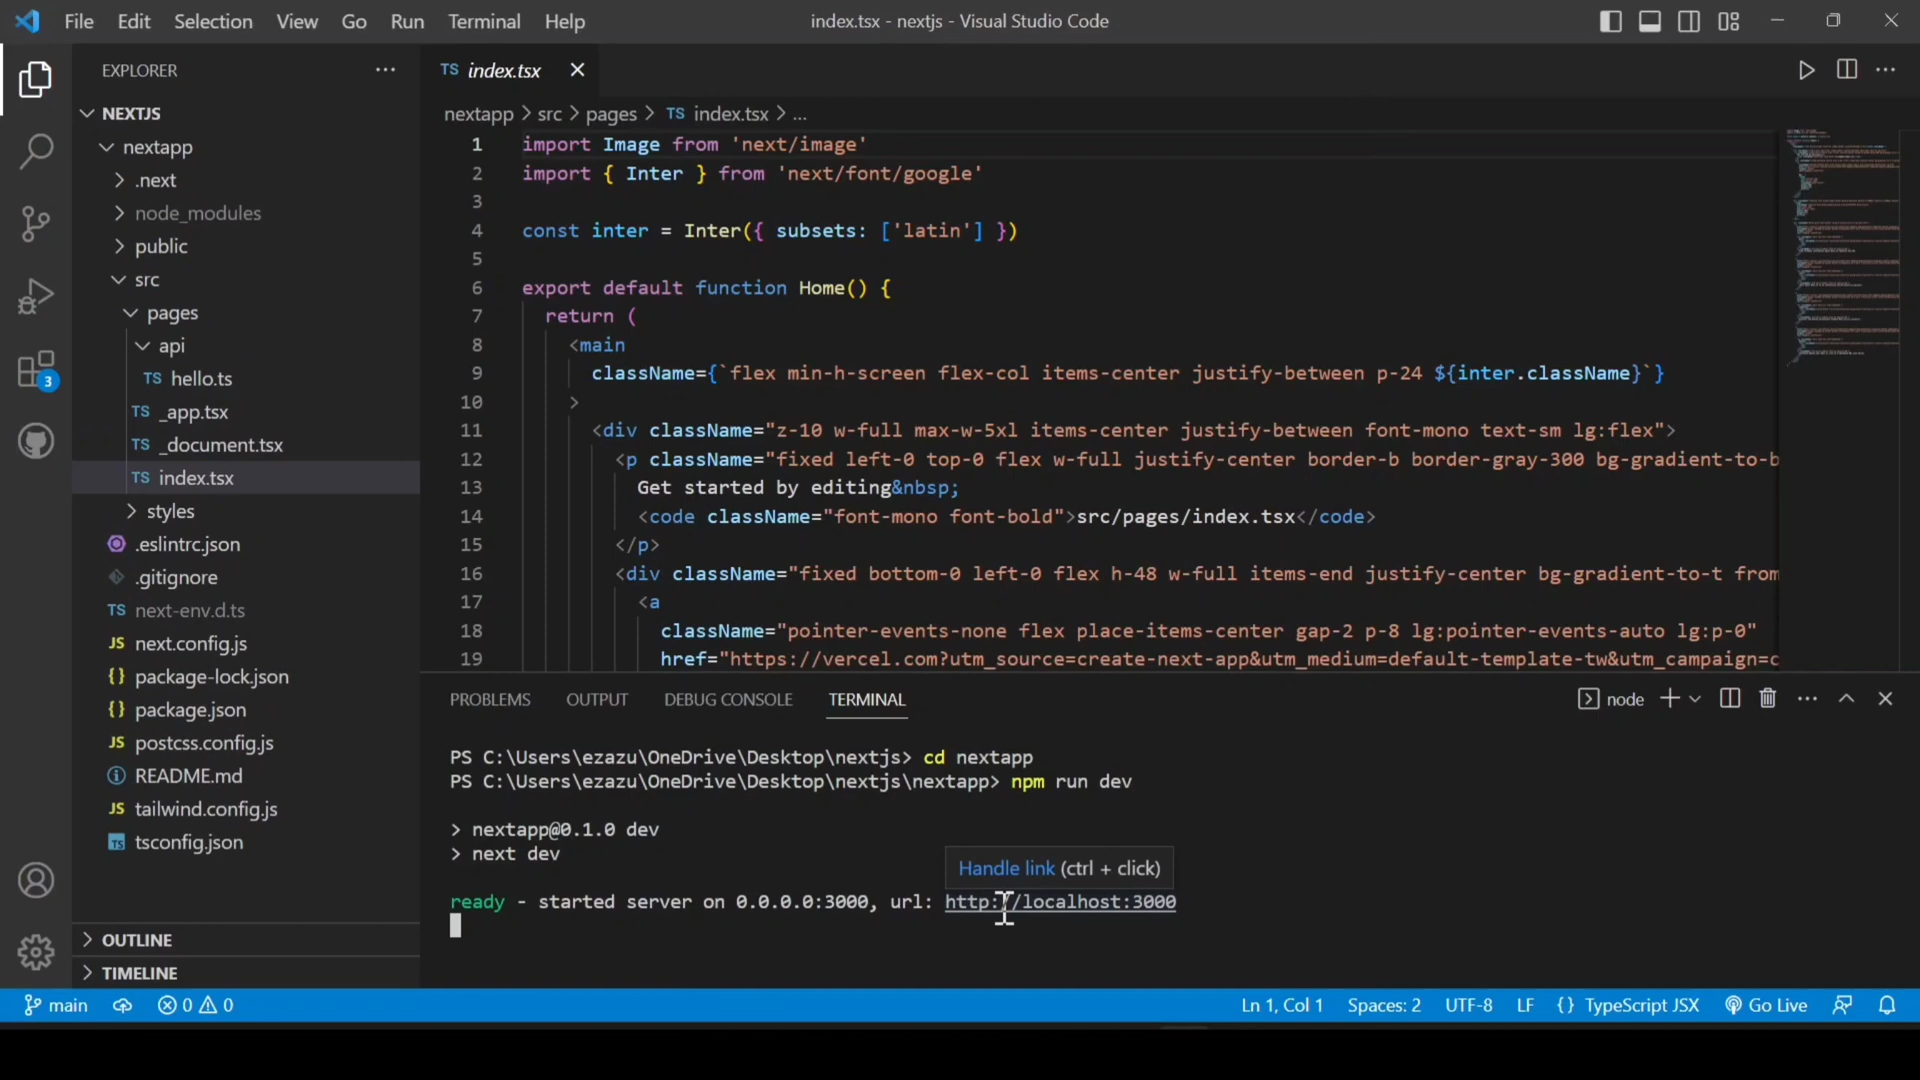 File Edit Selection View Go Run Terminal Help
index.tsx - nextjs - Visual Studio Code
EXPLORER
NEXTJS
nextapp
.next
node_modules
public
src
pages
api
TS hello.ts
TS _app.tsx
TS _document.tsx
TS index.tsx
styles
.eslintrc.json
.gitignore
TS next-env.d.ts
JS next.config.js
{} package-lock.json
{} package.json
JS postcss.config.js
README.md
JS tailwind.config.js
TS tsconfig.json
OUTLINE
TIMELINE
3
TS index.tsx
nextapp > src > pages > TS index.tsx > ...
1 import Image from 'next/image'
2 import { Inter } from 'next/font/google'
3
4 const inter = Inter({ subsets: ['latin'] })
5
6 export default function Home() {
7 return (
8 <main
9 className={`flex min-h-screen flex-col items-center justify-between p-24 ${inter.className}`}
10 >
11 <div className="z-10 w-full max-w-5xl items-center justify-between font-mono text-sm lg:flex">
12 <p className="fixed left-0 top-0 flex w-full justify-center border-b border-gray-300 bg-gradient-to-b
13 Get started by editing&nbsp;
14 <code className="font-mono font-bold">src/pages/index.tsx</code>
15 </p>
16 <div className="fixed bottom-0 left-0 flex h-48 w-full items-end justify-center bg-gradient-to-t from
17 <a
18 className="pointer-events-none flex place-items-center gap-2 p-8 lg:pointer-events-auto lg:p-0"
19 href="https://vercel.com?utm_source=create-next-app&utm_medium=default-template-tw&utm_campaign=c
PROBLEMS OUTPUT DEBUG CONSOLE TERMINAL
node
PS C:\Users\ezazu\OneDrive\Desktop\nextjs> cd nextapp
PS C:\Users\ezazu\OneDrive\Desktop\nextjs\nextapp> npm run dev
> nextapp@0.1.0 dev
> next dev
Handle link (ctrl + click)
ready - started server on 0.0.0.0:3000, url: http://localhost:3000
main 0 0
Ln 1, Col 1 Spaces: 2 UTF-8 LF {} TypeScript JSX Go Live